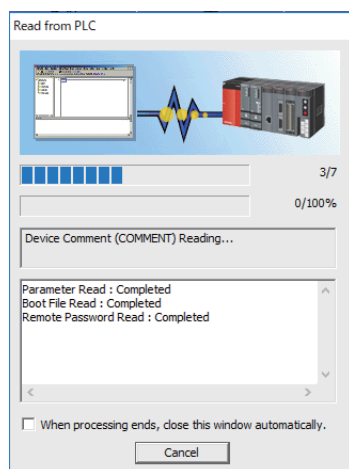 Read from PLC
3/7
0/100%
Device Comment (COMMENT) Reading...
Parameter Read : Completed
Boot File Read : Completed
Remote Password Read : Completed
When processing ends, close this window automatically.
Cancel